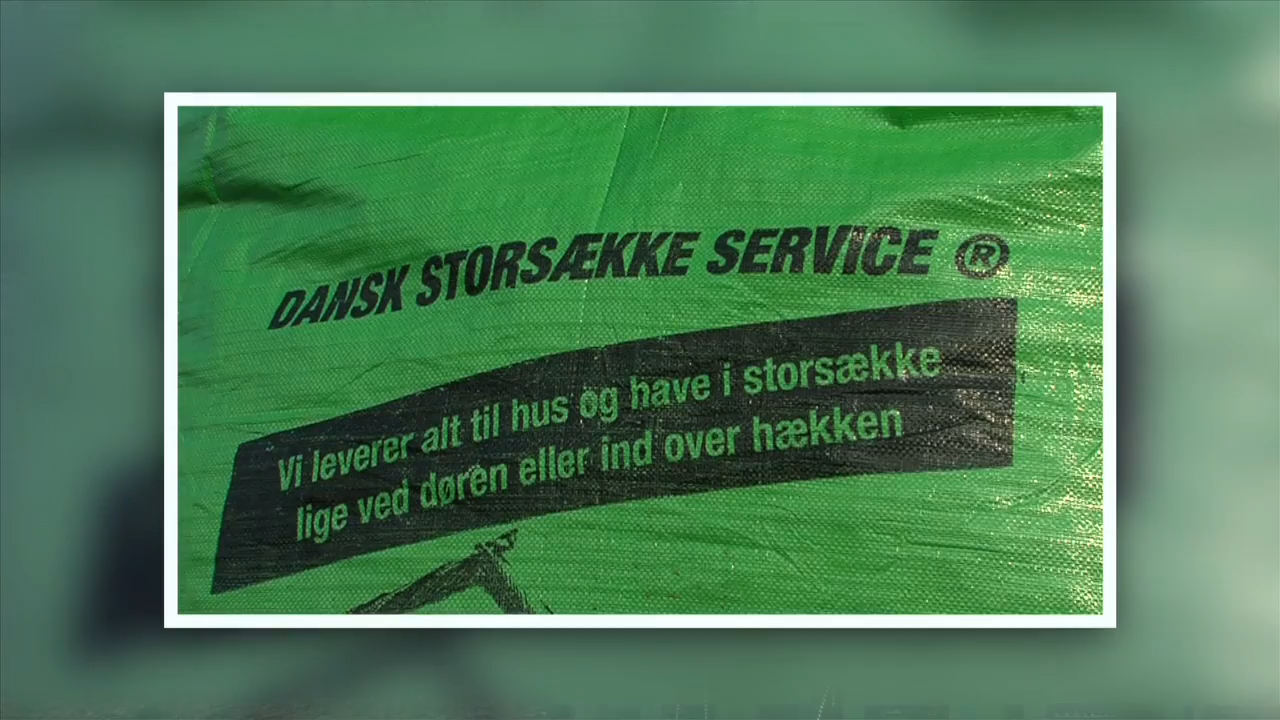 DANSK STORSÆKKE SERVICE ®
Vi leverer alt til hus og have i storsække
lige ved døren eller ind over hækken